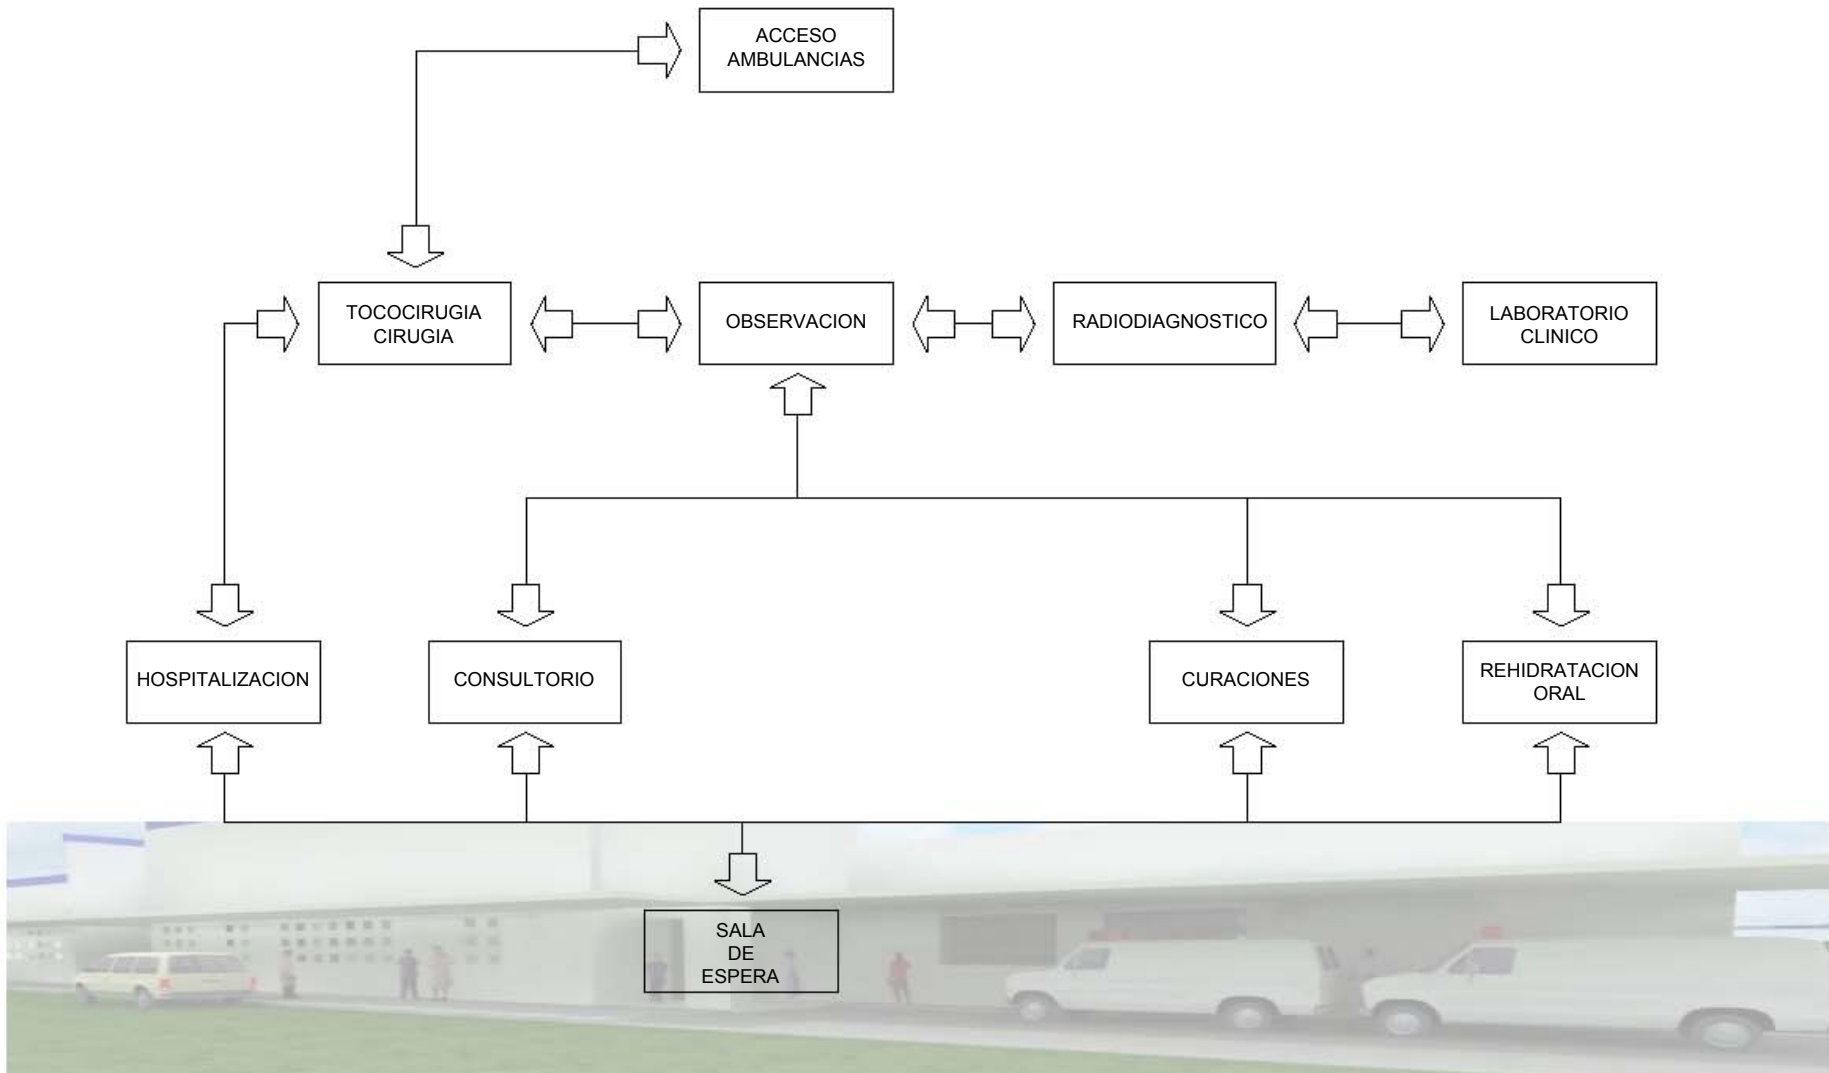 ACCESO
AMBULANCIAS
TOCOCIRUGIA
CIRUGIA
OBSERVACION
RADIODIAGNOSTICO
LABORATORIO
CLINICO
HOSPITALIZACION
CONSULTORIO
CURACIONES
REHIDRATACION
ORAL
SALA
DE
ESPERA